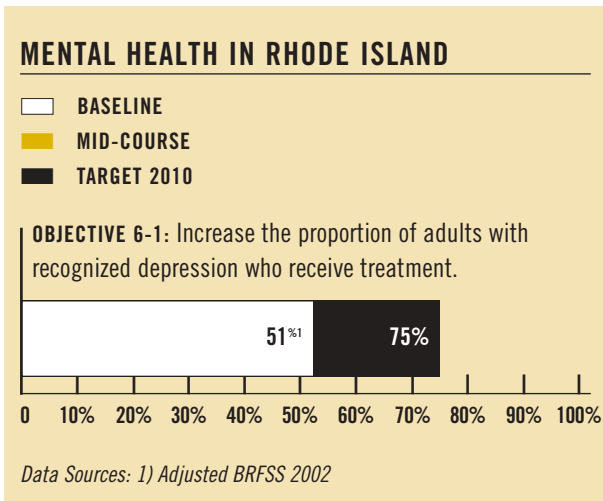 MENTAL HEALTH IN RHODE ISLAND
BASELINE
MID-COURSE
TARGET 2010
OBJECTIVE 6-1: Increase the proportion of adults with
recognized depression who receive treatment.
51%1 75%
0 10% 20% 30% 40% 50% 60% 70% 80% 90% 100%
Data Sources: 1) Adjusted BRFSS 2002